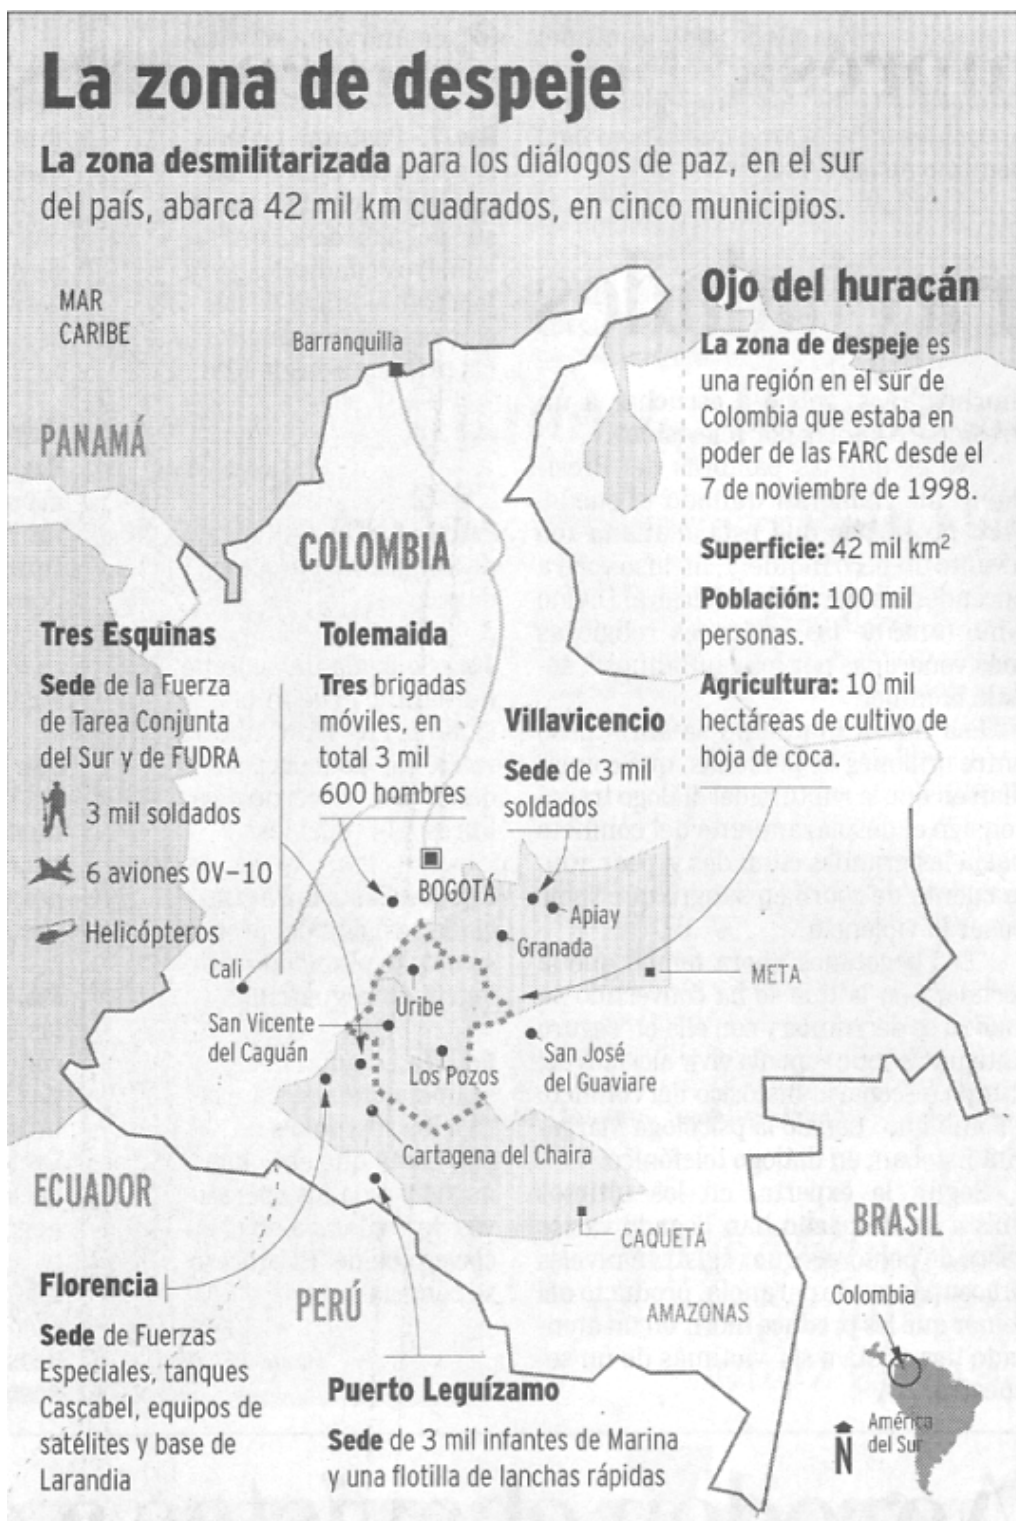 La zona de despeje
La zona desmilitarizada para los diálogos de paz, en el sur
del país, abarca 42 mil km cuadrados, en cinco municipios.
MAR
CARIBE
Barranquilla
PANAMÁ
COLOMBIA
Ojo del huracán
La zona de despeje es
una región en el sur de
Colombia que estaba en
poder de las FARC desde el
7 de noviembre de 1998.
Superficie: 42 mil km²
Población: 100 mil
personas.
Agricultura: 10 mil
hectáreas de cultivo de
hoja de coca.
Tres Esquinas
Sede de la Fuerza
de Tarea Conjunta
del Sur y de FUDRA
3 mil soldados
6 aviones OV-10
Helicópteros
Tolemaida
Tres brigadas
móviles, en
total 3 mil
600 hombres
Villavicencio
Sede de 3 mil
soldados
BOGOTÁ
Apiay
Granada
Cali
META
Uribe
San Vicente
del Caguán
Los Pozos
San José
del Guaviare
Cartagena del Chaira
ECUADOR
CAQUETA
BRASIL
Florencia
Sede de Fuerzas
Especiales, tanques
Cascabel, equipos de
satélites y base de
Larandia
PERÚ
AMAZONAS
Puerto Leguízamo
Sede de 3 mil infantes de Marina
y una flotilla de lanchas rápidas
Colombia
América
del Sur
N